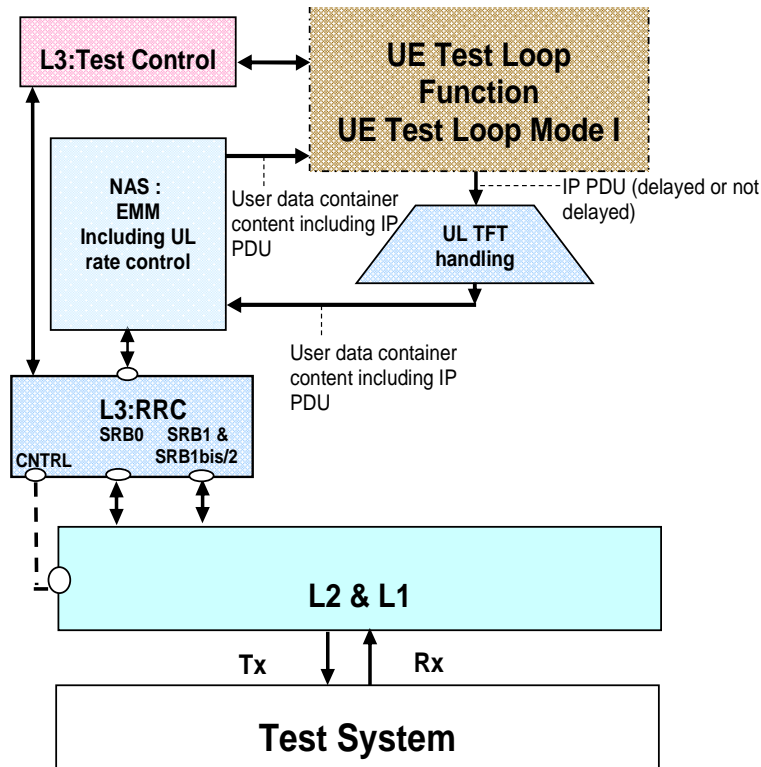 L3:Test Control
UE Test Loop
Function
UE Test Loop Mode I
NAS :
EMM
Including UL
rate control
User data container
content including IP
PDU
IP PDU (delayed or not
delayed)
UL TFT
handling
User data container
content including IP
PDU
L3:RRC
SRB0 SRB1 &
SRB1bis/2
CNTRL
L2 & L1
Tx Rx
Test System